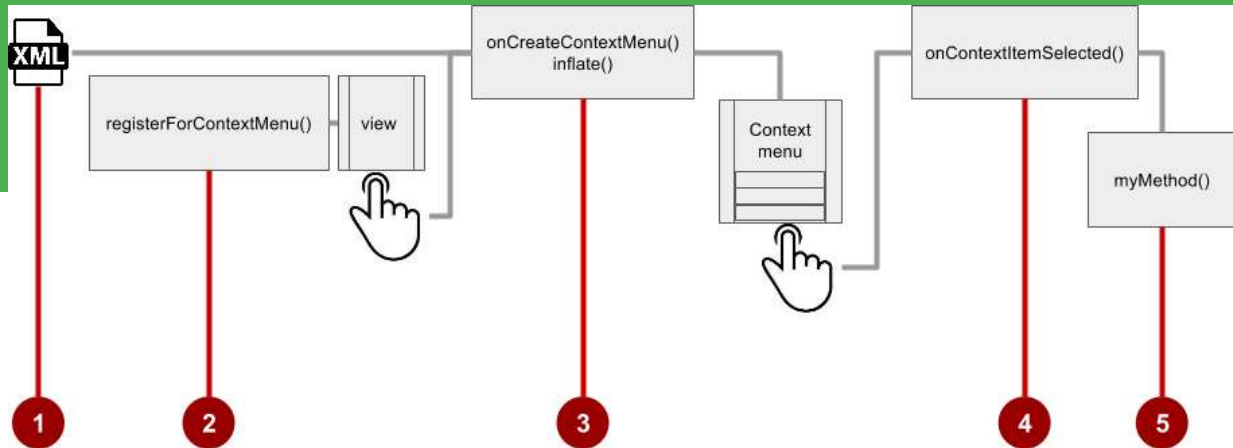 XML
onCreateContextMenu()
inflate()
onContextItemSelected()
registerForContextMenu()
view
Context
menu
myMethod()
1
2
3
4
5